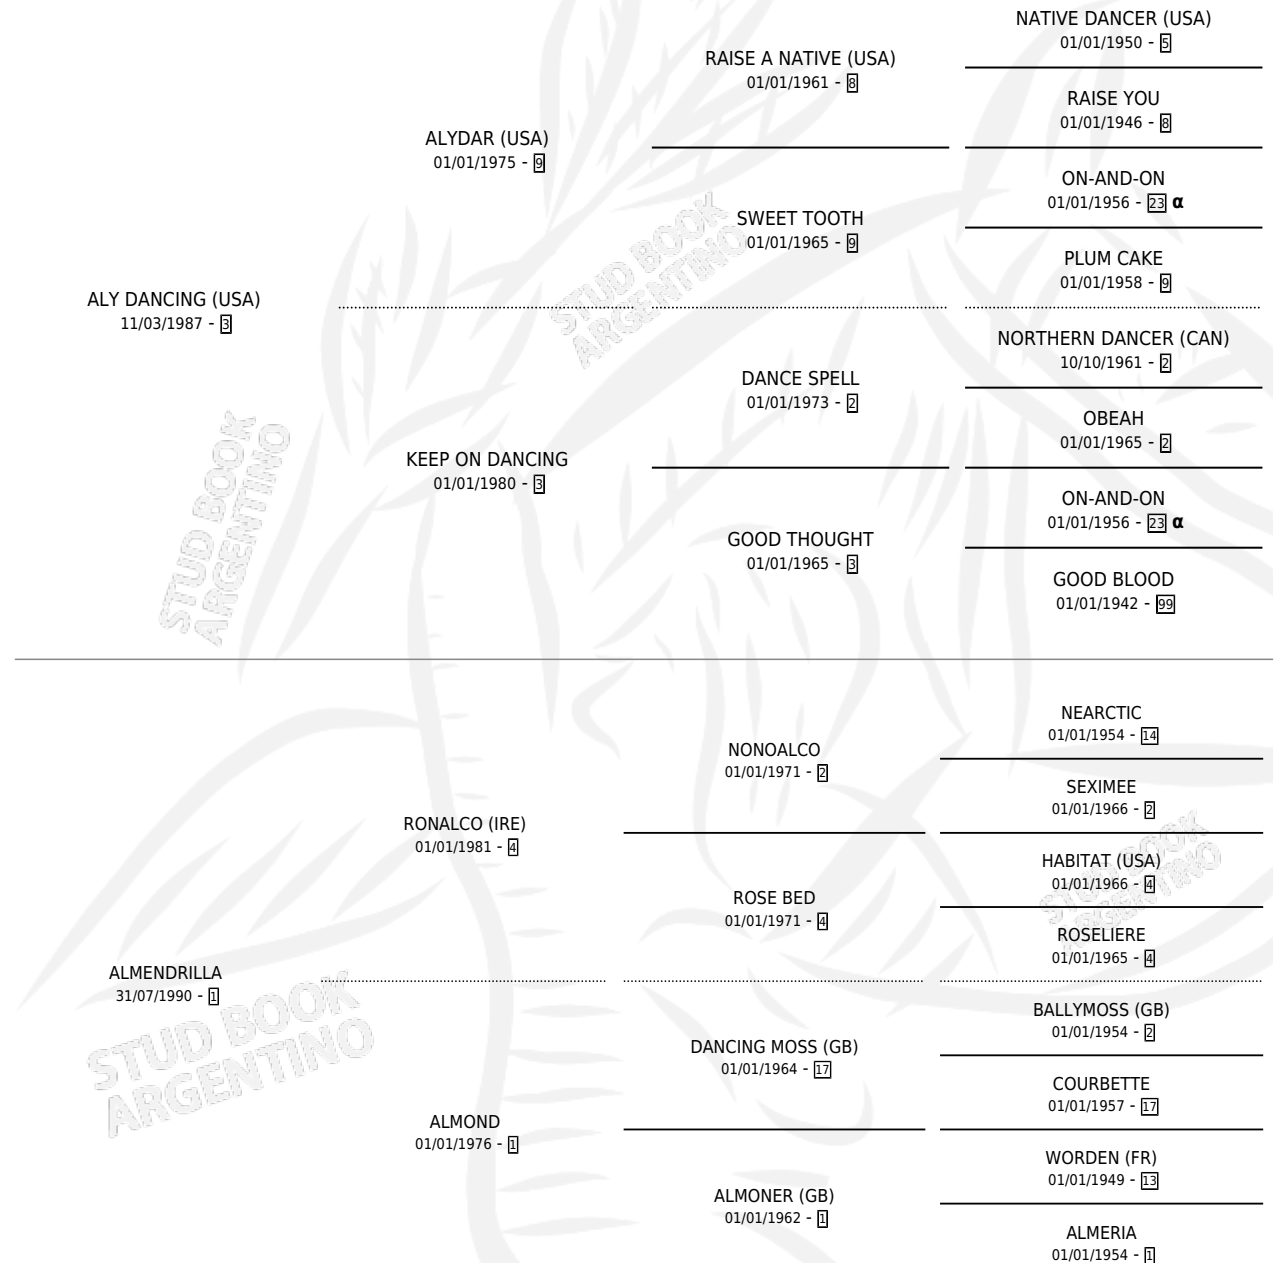 NATIVE DANCER (USA)
01/01/1950 - 5
RAISE A NATIVE (USA)
01/01/1961 - 8
RAISE YOU
01/01/1946 - 8
ALYDAR (USA)
01/01/1975 - 9
ON-AND-ON
01/01/1956 - 23 α
SWEET TOOTH
01/01/1965 - 9
PLUM CAKE
01/01/1958 - 9
ALY DANCING (USA)
11/03/1987 - 3
STUD BOOK
ARGENTINO
NORTHERN DANCER (CAN)
10/10/1961 - 2
DANCE SPELL
01/01/1973 - 2
OBEAH
01/01/1965 - 2
KEEP ON DANCING
01/01/1980 - 3
ON-AND-ON
01/01/1956 - 23 α
GOOD THOUGHT
01/01/1965 - 3
GOOD BLOOD
01/01/1942 - 99
STUD BOOK
ARGENTINO
NEARCTIC
01/01/1954 - 14
NONOALCO
01/01/1971 - 2
SEXIMEE
01/01/1966 - 2
RONALCO (IRE)
01/01/1981 - 4
HABITAT (USA)
01/01/1966 - 4
ROSE BED
01/01/1971 - 4
ROSELIERE
01/01/1965 - 4
STUD BOOK
ARGENTINO
ALMENDRILLA
31/07/1990 - 1
STUD BOOK
ARGENTINO
BALLYMOSS (GB)
01/01/1954 - 2
DANCING MOSS (GB)
01/01/1964 - 17
COURBETTE
01/01/1957 - 17
ALMOND
01/01/1976 - 1
WORDEN (FR)
01/01/1949 - 13
ALMONER (GB)
01/01/1962 - 1
ALMERIA
01/01/1954 - 1